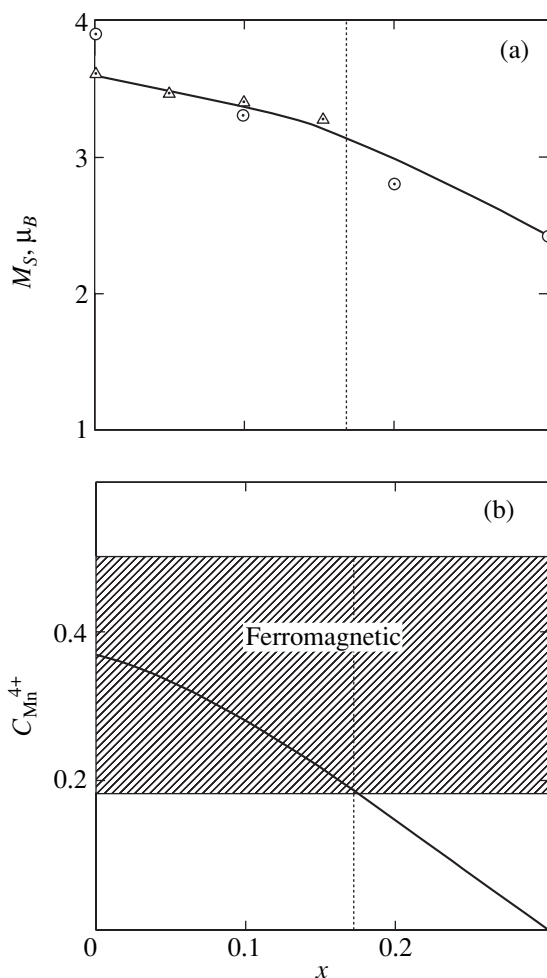 4
(a)
3
M_S, μ_B
2
1
(b)
Ferromagnetic
0.4
C_Mn^4+
0.2
0
0.1
0.2
x